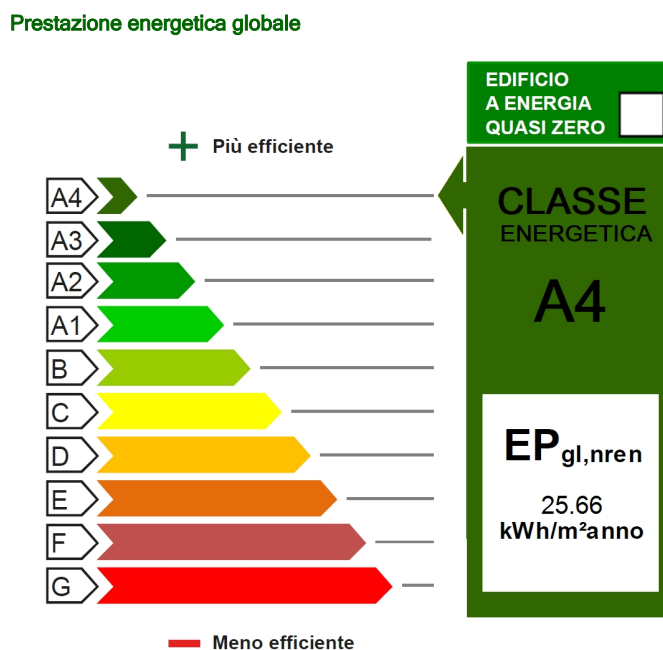 Prestazione energetica globale
EDIFICIO
A ENERGIA
QUASI ZERO
Più efficiente
A4
A3
A2
A1
B
C
D
E
F
G
Meno efficiente
CLASSE
ENERGETICA
A4
EPgl,nren
25.66
kWh/m²anno